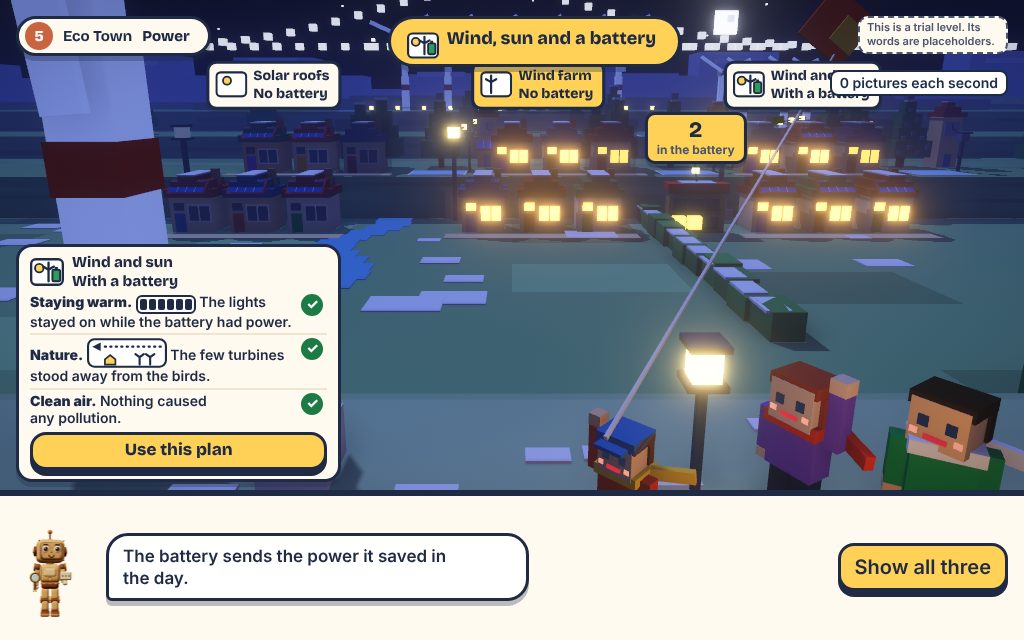 5 Eco Town Power
Wind, sun and a battery
This is a trial level. Its
words are placeholders.
Solar roofs
No battery
Wind farm
No battery
Wind and
With a battery
0 pictures each second
2
in the battery
Wind and sun
With a battery
Staying warm. The lights
stayed on while the battery had power.
Nature. The few turbines
stood away from the birds.
Clean air. Nothing caused
any pollution.
Use this plan
The battery sends the power it saved in
the day.
Show all three